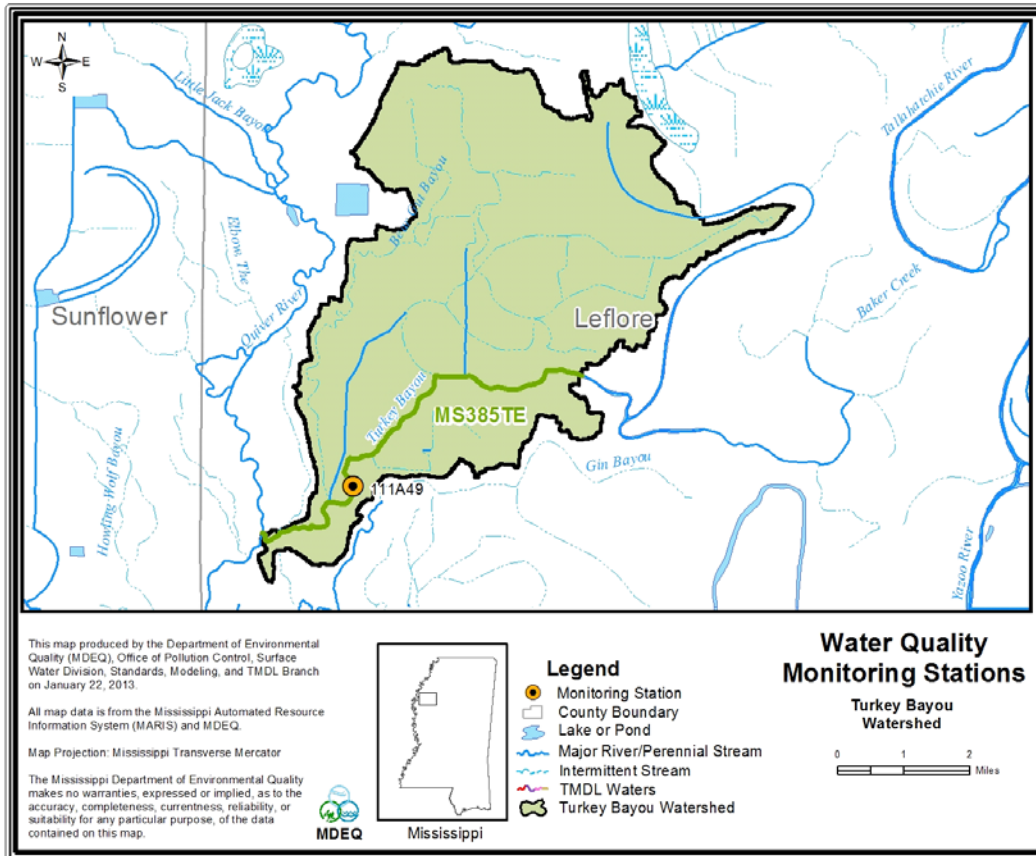 N
W E
S
Little Jack Bayou
Tallahatchie River
Elbow The
Sunflower
Quiver River
Leflore
Baker Creek
Turkey Bayou
MS385TE
Gin Bayou
111A49
Howling Wolf Bayou
Yazoo River
This map produced by the Department of Environmental
Quality (MDEQ), Office of Pollution Control, Surface
Water Division, Standards, Modeling, and TMDL Branch
on January 22, 2013.
All map data is from the Mississippi Automated Resource
Information System (MARIS) and MDEQ.
Map Projection: Mississippi Transverse Mercator
The Mississippi Department of Environmental Quality
makes no warranties, expressed or implied, as to the
accuracy, completeness, currentness, reliability, or
suitability for any particular purpose, of the data
contained on this map.
MDEQ
Mississippi
Legend
Monitoring Station
County Boundary
Lake or Pond
Major River/Perennial Stream
Intermittent Stream
TMDL Waters
Turkey Bayou Watershed
Water Quality
Monitoring Stations
Turkey Bayou
Watershed
0 1 2
Miles